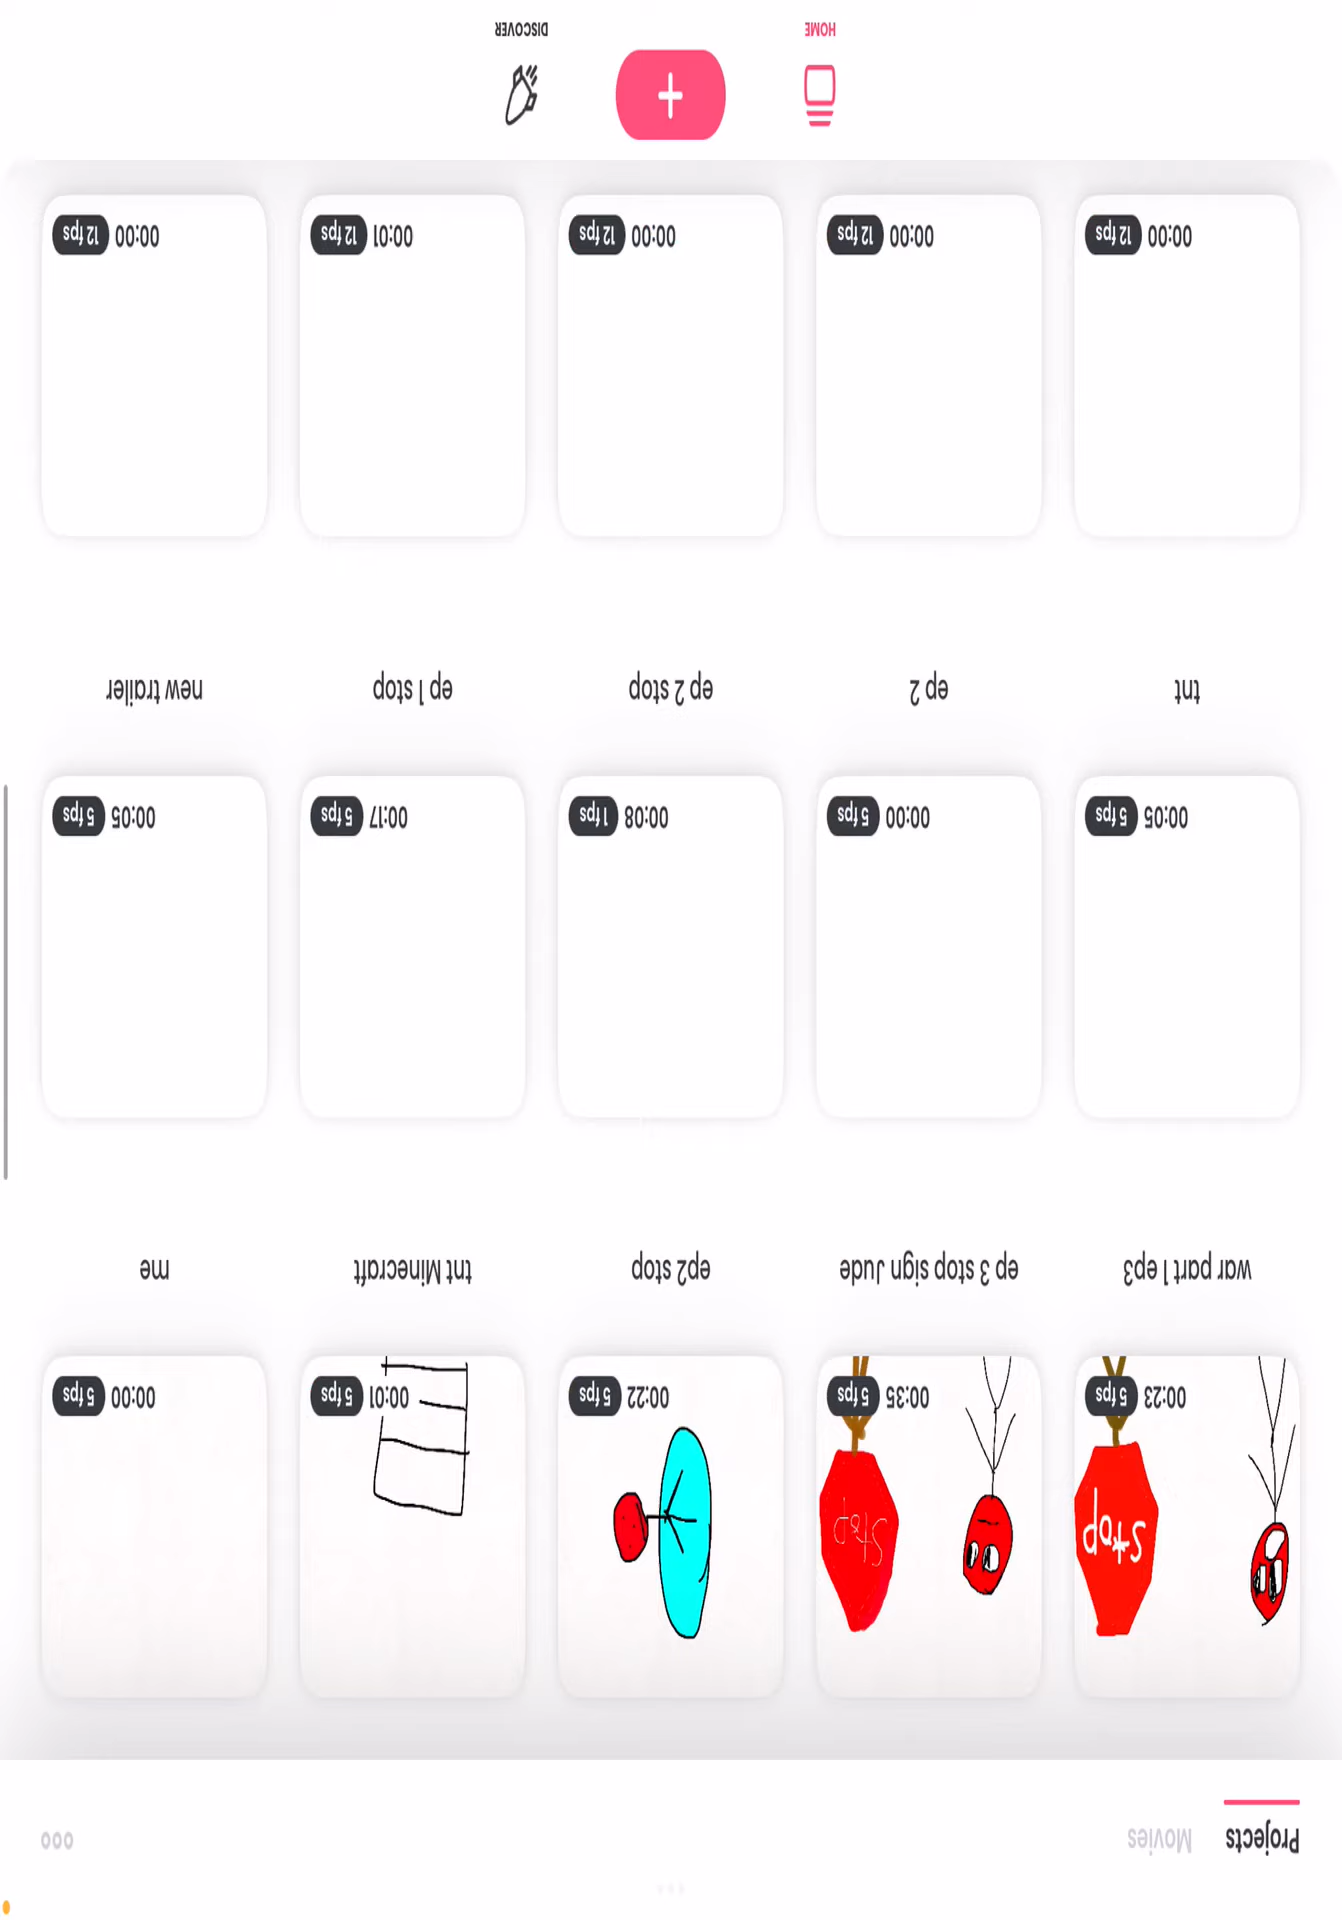 Projects Movies
stop
stop
00:23 5 fps
00:35 5 fps
00:22 5 fps
00:01 5 fps
00:00 5 fps
war part 1 ep3
ep 3 stop sign Jude
ep2 stop
tnt Minecraft
me
00:05 5 fps
00:00 5 fps
00:08 1 fps
00:17 5 fps
00:05 5 fps
tnt
ep 2
ep 2 stop
ep 1 stop
new trailer
00:00 12 fps
00:00 12 fps
00:00 12 fps
00:01 12 fps
00:00 12 fps
HOME
DISCOVER